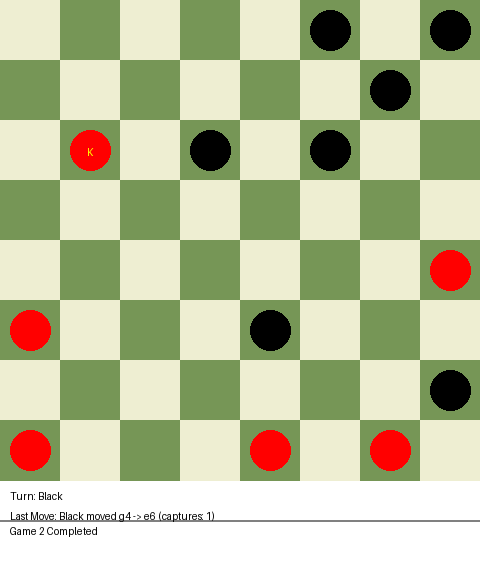 K
Turn: Black
Last Move: Black moved g4 -> e6 (captures: 1)
Game 2 Completed